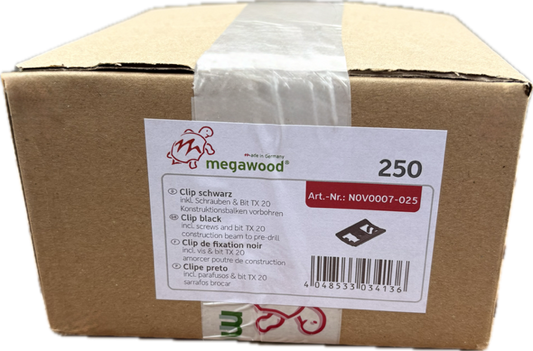 made in Germany
megawood®
250
Art.-Nr.: N0V0007-025
Clip schwarz
inkl. Schrauben & Bit TX 20
Konstruktionsbalken vorbohren
Clip black
incl. screws and bit TX 20
construction beam to pre-drill
Clip de fixation noir
incl. vis & bit TX 20
amorcer poutre de construction
Clipe preto
incl. parafusos & bit TX 20
sarrafos brocar
4 048533 034136
m